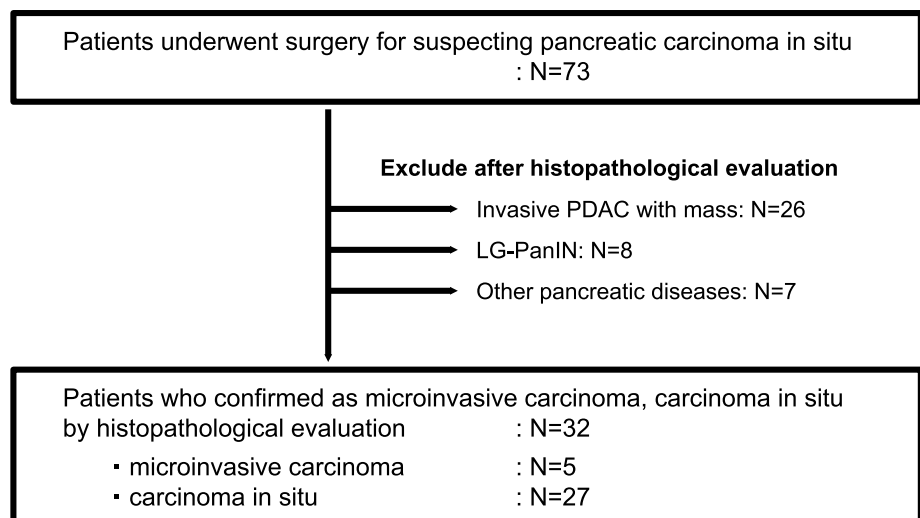 Patients underwent surgery for suspecting pancreatic carcinoma in situ
: N=73
Exclude after histopathological evaluation
Invasive PDAC with mass: N=26
LG-PanIN: N=8
Other pancreatic diseases: N=7
Patients who confirmed as microinvasive carcinoma, carcinoma in situ
by histopathological evaluation : N=32
・microinvasive carcinoma : N=5
・carcinoma in situ : N=27